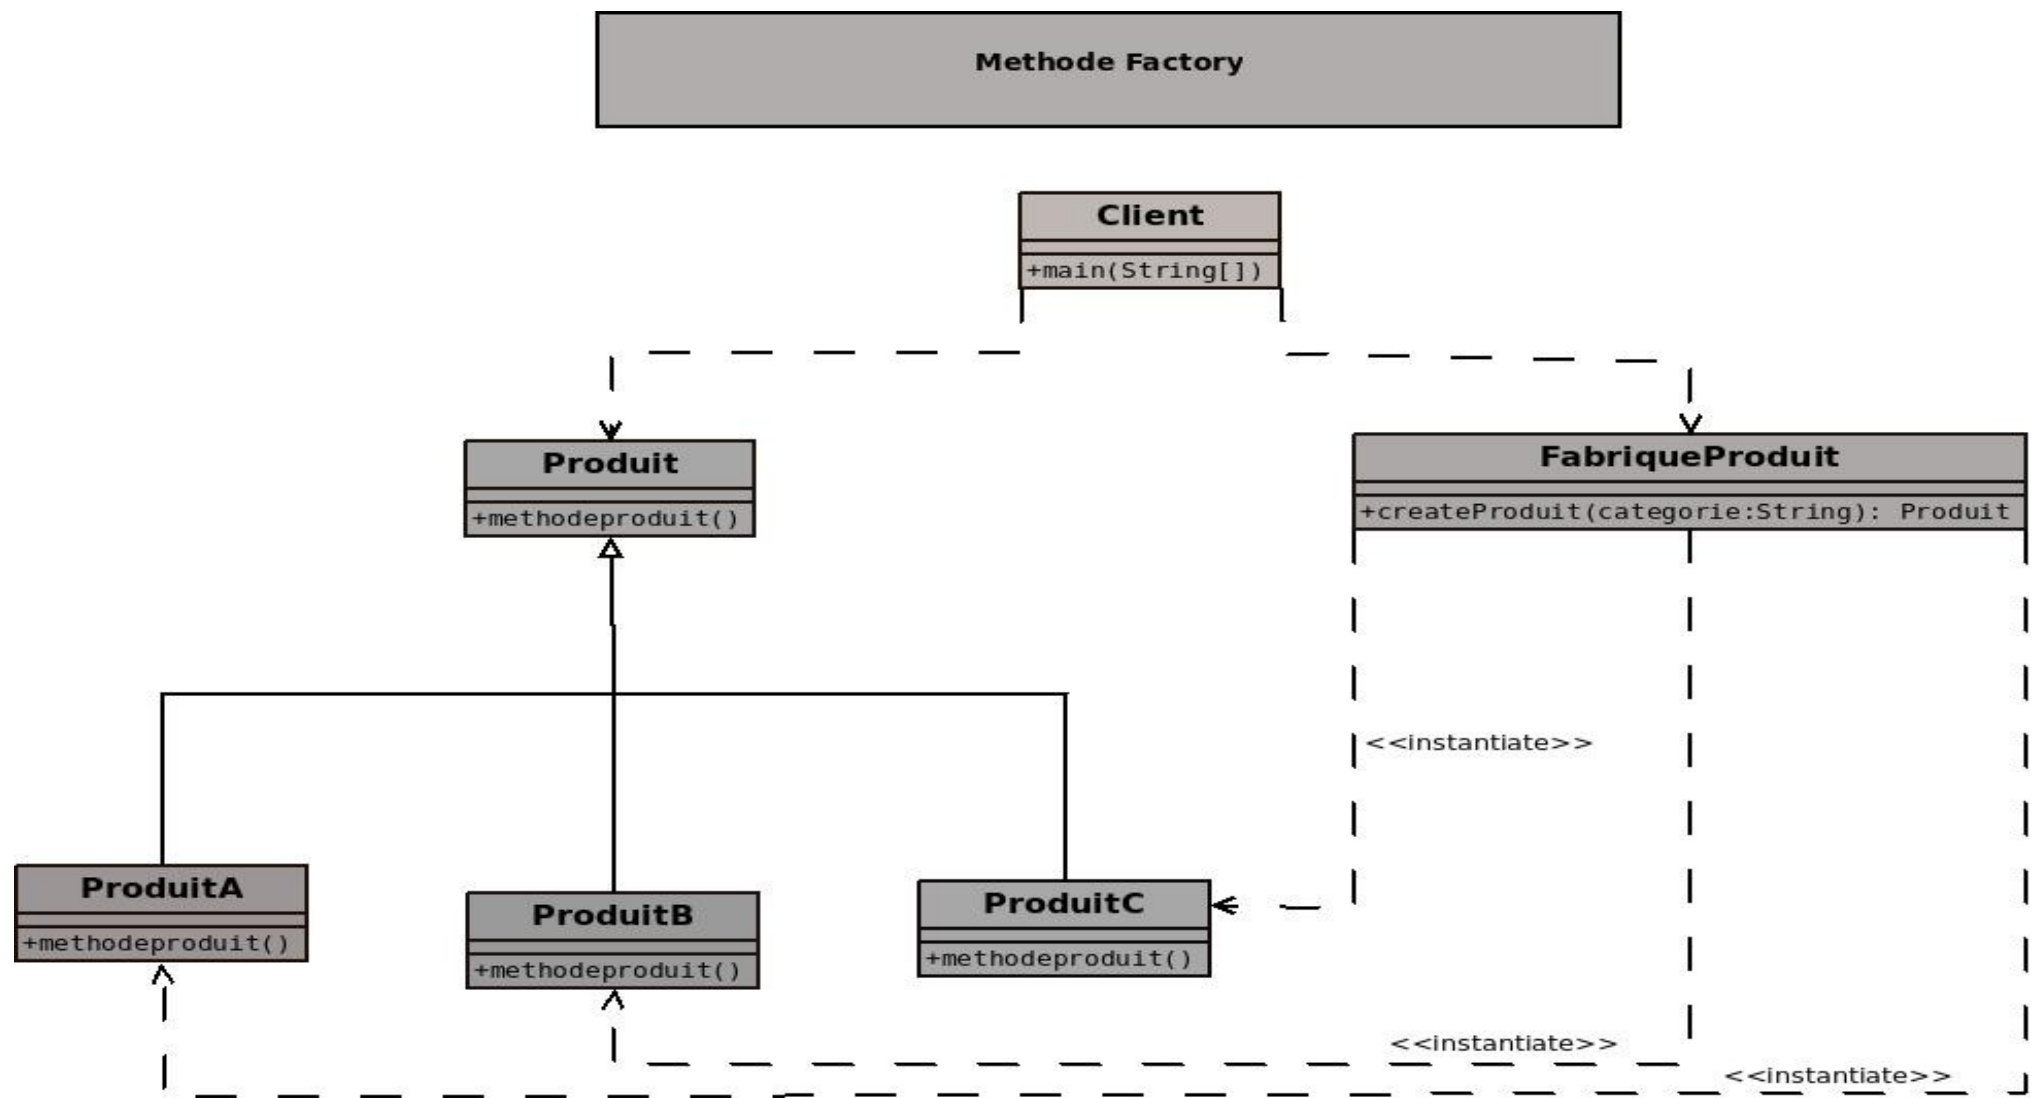 Methode Factory
Client
+main(String[])
Produit
+methodeproduit()
FabriqueProduit
+createProduit(categorie:String): Produit
<<instantiate>>
ProduitA
+methodeproduit()
ProduitB
+methodeproduit()
ProduitC
+methodeproduit()
<<instantiate>>
<<instantiate>>